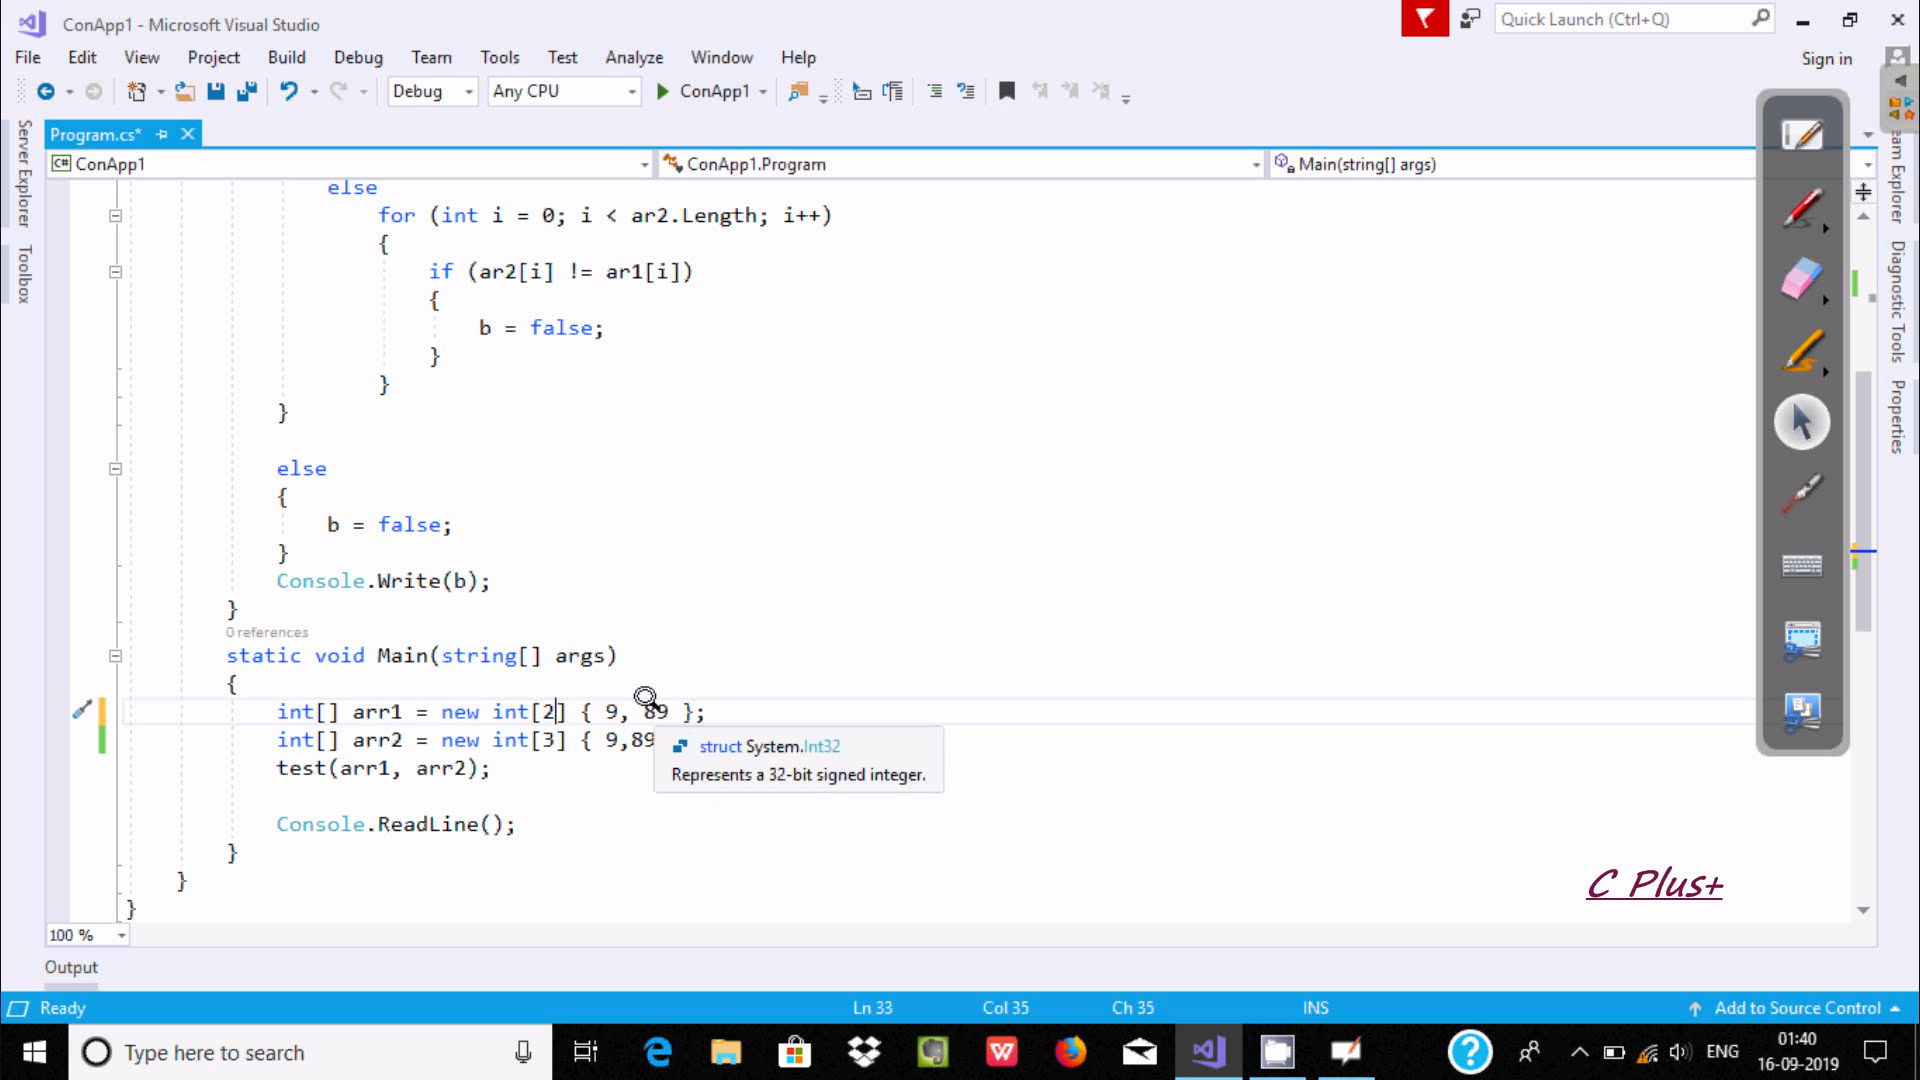 ConApp1 - Microsoft Visual Studio
Quick Launch (Ctrl+Q)
File Edit View Project Build Debug Team Tools Test Analyze Window Help
Sign in
Debug Any CPU ConApp1
Program.cs*
C# ConApp1 ConApp1.Program Main(string[] args)
Server Explorer
Toolbox
Team Explorer
Diagnostic Tools
Properties
else
for (int i = 0; i < ar2.Length; i++)
{
if (ar2[i] != ar1[i])
{
b = false;
}
}
}
else
{
b = false;
}
Console.Write(b);
}
0 references
static void Main(string[] args)
{
int[] arr1 = new int[2] { 9, 89 };
int[] arr2 = new int[3] { 9,89
struct System.Int32
Represents a 32-bit signed integer.
test(arr1, arr2);
Console.ReadLine();
}
}
}
C Plus+
100 %
Output
Ready Ln 33 Col 35 Ch 35 INS Add to Source Control
Type here to search
ENG
01:40
16-09-2019